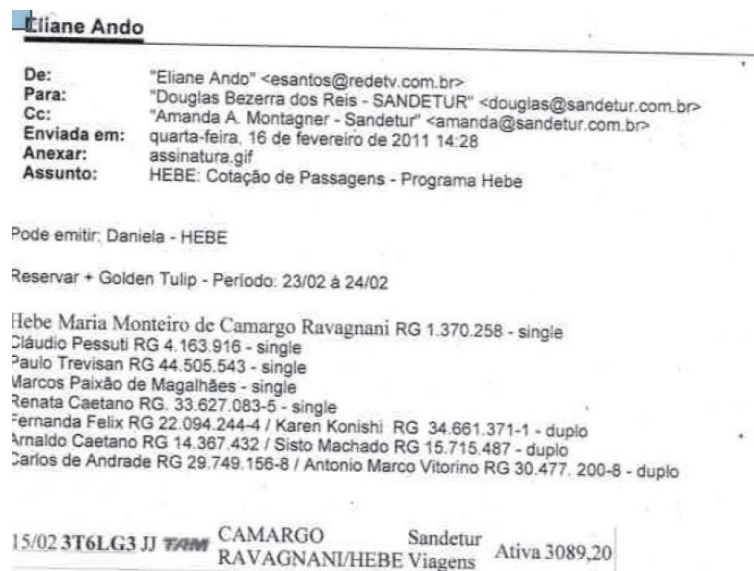 Eliane Ando
De: "Eliane Ando" <esantos@redetv.com.br>
Para: "Douglas Bezerra dos Reis - SANDETUR" <douglas@sandetur.com.br>
Cc: "Amanda A. Montagner - Sandetur" <amanda@sandetur.com.br>
Enviada em: quarta-feira, 16 de fevereiro de 2011 14:28
Anexar: assinatura.gif
Assunto: HEBE: Cotação de Passagens - Programa Hebe
Pode emitir: Daniela - HEBE
Reservar + Golden Tulip - Período: 23/02 á 24/02
Hebe Maria Monteiro de Camargo Ravagnani RG 1.370.258 - single
Cláudio Pessuti RG 4.163.916 - single
Paulo Trevisan RG 44.505.543 - single
Marcos Paixão de Magalhães - single
Renata Caetano RG. 33.627.083-5 - single
Fernanda Felix RG 22.094.244-4 / Karen Konishi RG 34.661.371-1 - duplo
Arnaldo Caetano RG 14.367.432 / Sisto Machado RG 15.715.487 - duplo
Carlos de Andrade RG 29.749.156-8 / Antonio Marco Vitorino RG 30.477. 200-8 - duplo
15/02 3T6LG3 JJ TAM CAMARGO RAVAGNANI/HEBE Sandetur Viagens Ativa 3089,20